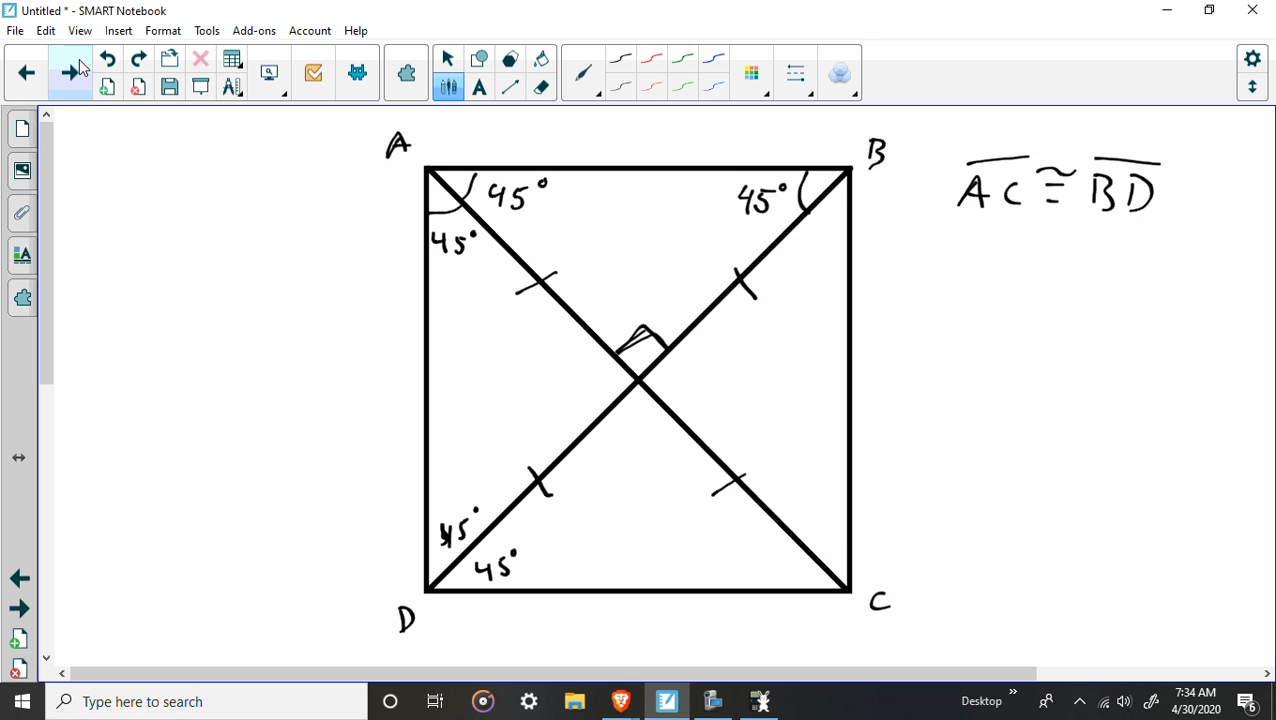 Untitled * - SMART Notebook
File Edit View Insert Format Tools Add-ons Account Help
A
B
AC ≅ BD
45°
45°
45°
45°
45°
D
C
Type here to search
Desktop
7:34 AM
4/30/2020
6